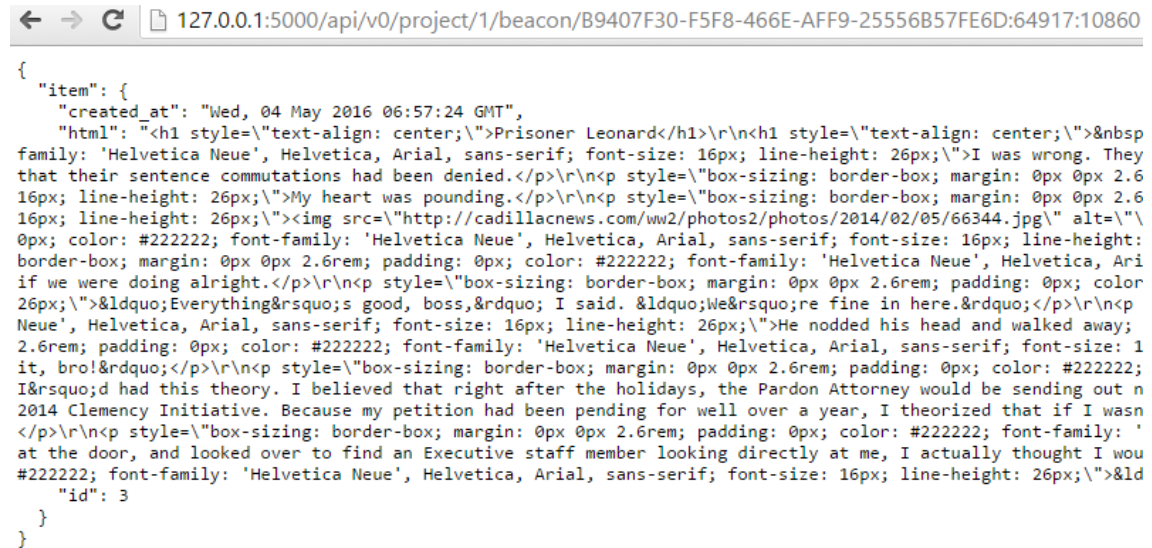 127.0.0.1:5000/api/v0/project/1/beacon/B9407F30-F5F8-466E-AFF9-25556B57FE6D:64917:10860
{
"item": {
"created_at": "Wed, 04 May 2016 06:57:24 GMT",
"html": "<h1 style=\"text-align: center;\">Prisoner Leonard</h1>\r\n<h1 style=\"text-align: center;\">&nbsp
family: 'Helvetica Neue', Helvetica, Arial, sans-serif; font-size: 16px; line-height: 26px;\">I was wrong. They
that their sentence commutations had been denied.</p>\r\n<p style=\"box-sizing: border-box; margin: 0px 0px 2.6
16px; line-height: 26px;\">My heart was pounding.</p>\r\n<p style=\"box-sizing: border-box; margin: 0px 0px 2.6
16px; line-height: 26px;\"><img src=\"http://cadillacnews.com/ww2/photos2/photos/2014/02/05/66344.jpg\" alt=\"\
0px; color: #222222; font-family: 'Helvetica Neue', Helvetica, Arial, sans-serif; font-size: 16px; line-height:
border-box; margin: 0px 0px 2.6rem; padding: 0px; color: #222222; font-family: 'Helvetica Neue', Helvetica, Ari
if we were doing alright.</p>\r\n<p style=\"box-sizing: border-box; margin: 0px 0px 2.6rem; padding: 0px; color
26px;\">&ldquo;Everything&rsquo;s good, boss,&rdquo; I said. &ldquo;We&rsquo;re fine in here.&rdquo;</p>\r\n<p
Neue', Helvetica, Arial, sans-serif; font-size: 16px; line-height: 26px;\">He nodded his head and walked away;
2.6rem; padding: 0px; color: #222222; font-family: 'Helvetica Neue', Helvetica, Arial, sans-serif; font-size: 1
it, bro!&rdquo;</p>\r\n<p style=\"box-sizing: border-box; margin: 0px 0px 2.6rem; padding: 0px; color: #222222;
I&rsquo;d had this theory. I believed that right after the holidays, the Pardon Attorney would be sending out n
2014 Clemency Initiative. Because my petition had been pending for well over a year, I theorized that if I wasn
</p>\r\n<p style=\"box-sizing: border-box; margin: 0px 0px 2.6rem; padding: 0px; color: #222222; font-family: '
at the door, and looked over to find an Executive staff member looking directly at me, I actually thought I wou
#222222; font-family: 'Helvetica Neue', Helvetica, Arial, sans-serif; font-size: 16px; line-height: 26px;\">&ld
"id": 3
}
}